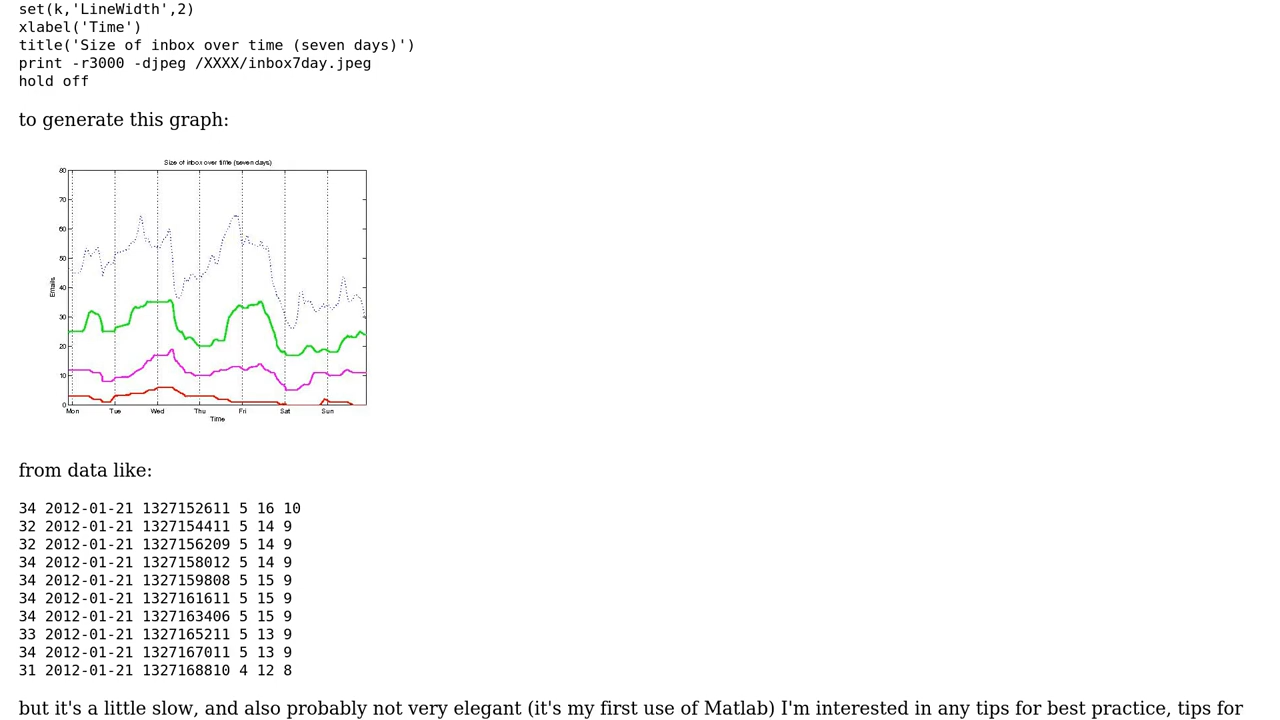 set(k,'LineWidth',2)
xlabel('Time')
title('Size of inbox over time (seven days)')
print -r3000 -djpeg /XXXX/inbox7day.jpeg
hold off
to generate this graph:
Size of inbox over time (seven days)
80
70
60
50
40
30
20
10
0
Emails
Mon Tue Wed Thu Fri Sat Sun
Time
from data like:
34 2012-01-21 1327152611 5 16 10
32 2012-01-21 1327154411 5 14 9
32 2012-01-21 1327156209 5 14 9
34 2012-01-21 1327158012 5 14 9
34 2012-01-21 1327159808 5 15 9
34 2012-01-21 1327161611 5 15 9
34 2012-01-21 1327163406 5 15 9
33 2012-01-21 1327165211 5 13 9
34 2012-01-21 1327167011 5 13 9
31 2012-01-21 1327168810 4 12 8
but it's a little slow, and also probably not very elegant (it's my first use of Matlab) I'm interested in any tips for best practice, tips for